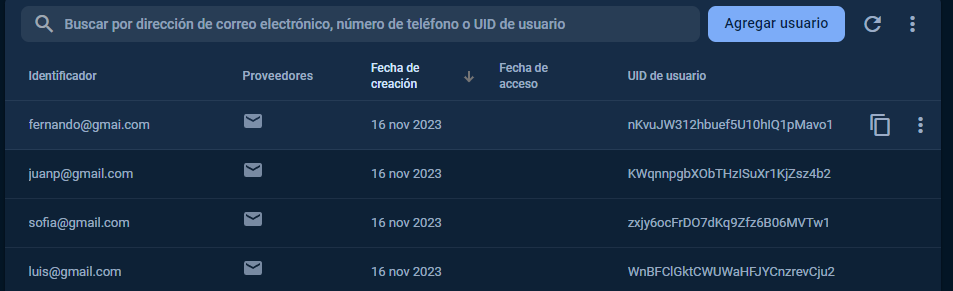 Buscar por dirección de correo electrónico, número de teléfono o UID de usuario
Agregar usuario
Identificador Proveedores Fecha de creación Fecha de acceso UID de usuario
fernando@gmai.com 16 nov 2023 nKvuJW312hbuef5U10hIQ1pMavo1
juanp@gmail.com 16 nov 2023 KWqnnpgbXObTHzISuXr1KjZsz4b2
sofia@gmail.com 16 nov 2023 zxjy6ocFrDO7dKq9Zfz6B06MVTw1
luis@gmail.com 16 nov 2023 WnBFClGktCWUWaHFJYCnzrevCju2